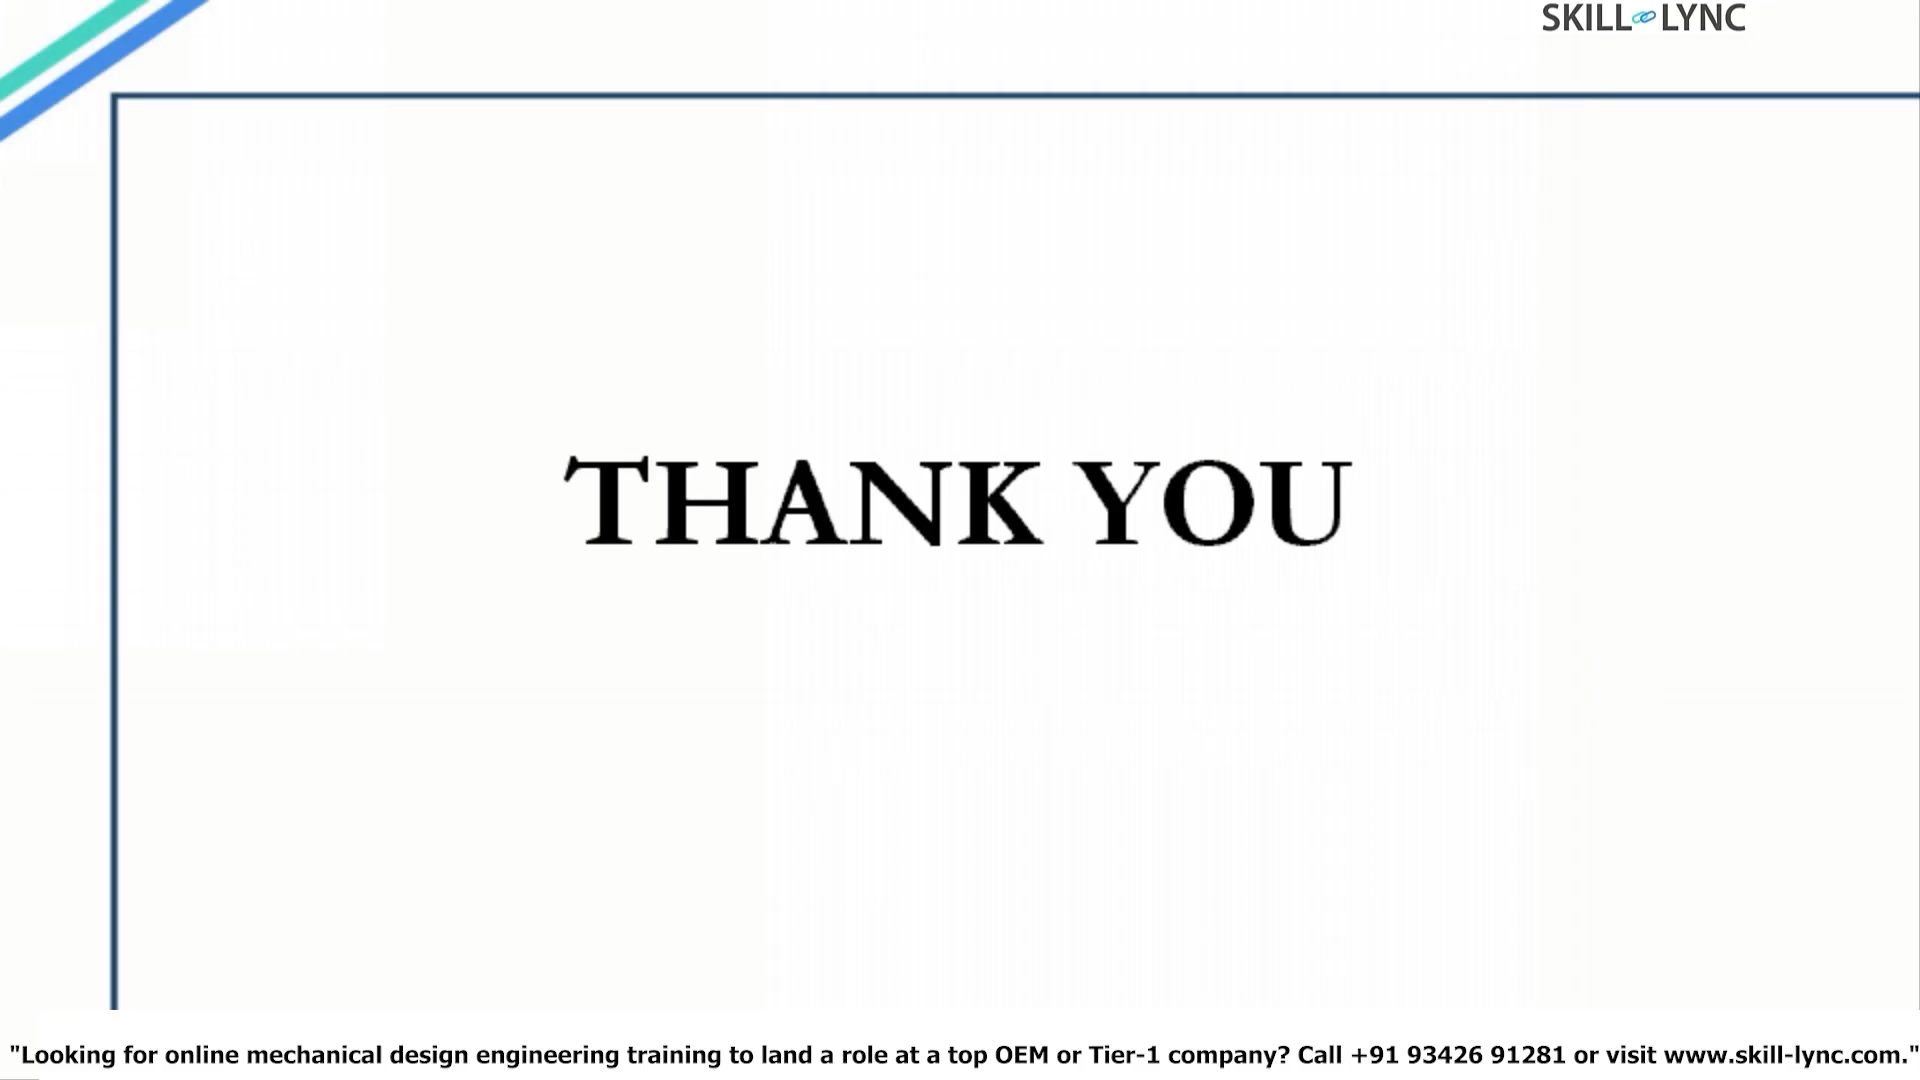 SKILL LYNC
THANK YOU
"Looking for online mechanical design engineering training to land a role at a top OEM or Tier-1 company? Call +91 93426 91281 or visit www.skill-lync.com."